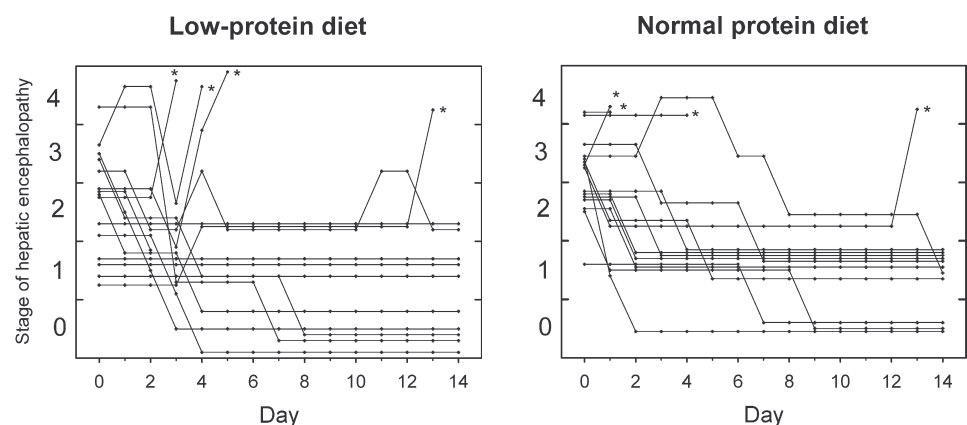 Low-protein diet
Normal protein diet
Stage of hepatic encephalopathy
4
3
2
1
0
* * * *
0 2 4 6 8 10 12 14
Day
4
3
2
1
0
* * * *
0 2 4 6 8 10 12 14
Day